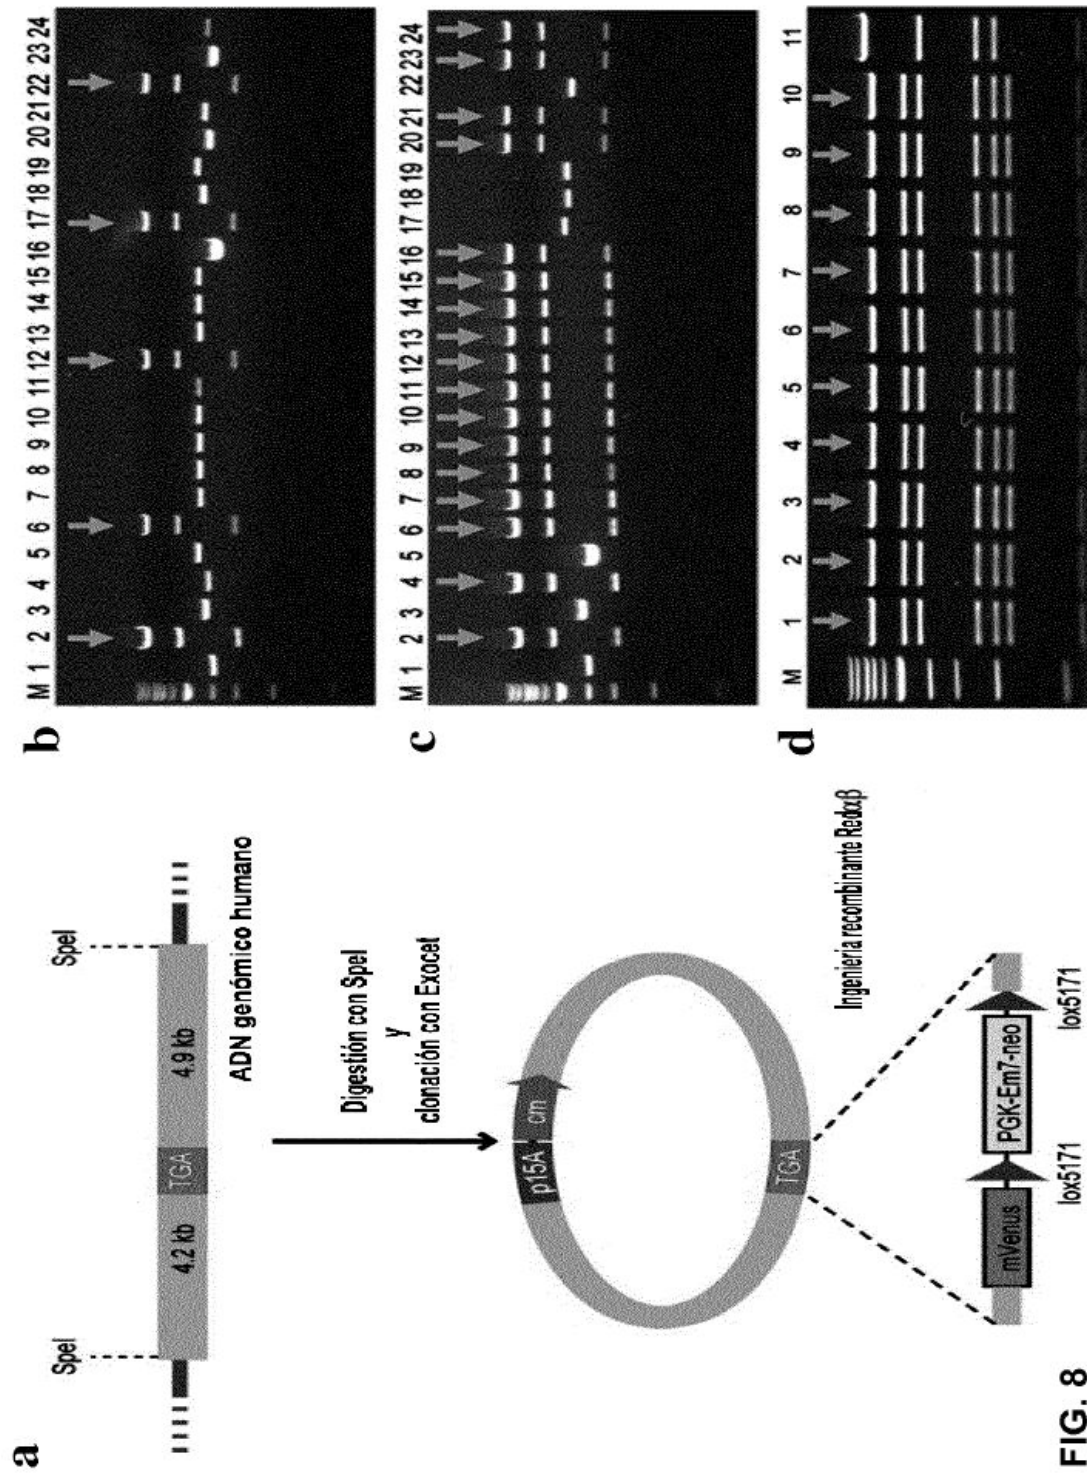 a
SpeI
SpeI
4.2 kb
TGA
4.9 kb
ADN genómico humano
Digestión con SpeI
y
clonación con Exocet
p15A
cm
TGA
Ingeniería recombinante Redαβ
mVenus
PGK-Em7-neo
lox5171
lox5171
b
M 1 2 3 4 5 6 7 8 9 10 11 12 13 14 15 16 17 18 19 20 21 22 23 24
c
M 1 2 3 4 5 6 7 8 9 10 11 12 13 14 15 16 17 18 19 20 21 22 23 24
d
M 1 2 3 4 5 6 7 8 9 10 11
FIG. 8